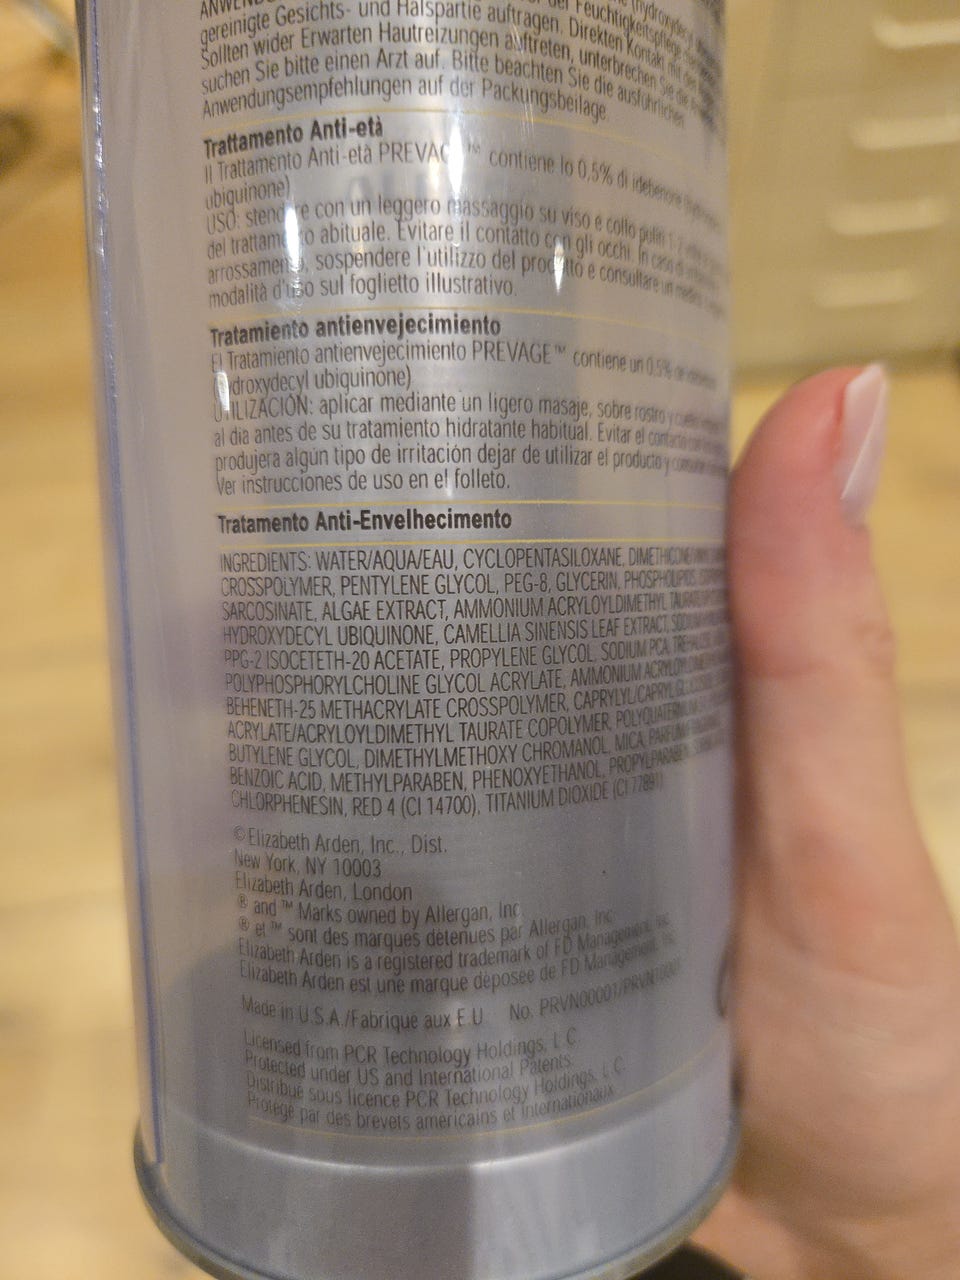 gereinigte Gesichts- und Halspartie auftragen. Direkten Kontakt mit den
Sollten wider Erwarten Hautreizungen auftreten, unterbrechen Sie die
suchen Sie bitte einen Arzt auf. Bitte beachten Sie die ausführlichen
Anwendungsempfehlungen auf der Packungsbeilage.
Trattamento Anti-età
Il Trattamento Anti-età PREVAGE™ contiene lo 0,5% di idebenone
ubiquinone)
USO: stendere con un leggero massaggio su viso e collo puliti 1-2
del trattamento abituale. Evitare il contatto con gli occhi. In caso di
arrossamento, sospendere l'utilizzo del prodotto e consultare un medico
modalità d'uso sul foglietto illustrativo.
Tratamiento antienvejecimiento
El Tratamiento antienvejecimiento PREVAGE™ contiene un 0.5% de
(hidroxydecyl ubiquinone)
UTILIZACIÓN: aplicar mediante un ligero masaje, sobre rostro y cuello
al dia antes de su tratamiento hidratante habitual. Evitar el contacto
produjera algún tipo de irritación dejar de utilizar el producto y
Ver instrucciones de uso en el folleto.
Tratamento Anti-Envelhecimento
INGREDIENTS: WATER/AQUA/EAU, CYCLOPENTASILOXANE,
CROSSPOLYMER, PENTYLENE GLYCOL, PEG-8, GLYCERIN, PHOSPHOLIPIDS,
SARCOSINATE, ALGAE EXTRACT, AMMONIUM ACRYLOYLDIMETHYL
HYDROXYDECYL UBIQUINONE, CAMELLIA SINENSIS LEAF EXTRACT,
PPG-2 ISOCETETH-20 ACETATE, PROPYLENE GLYCOL, SODIUM PCA,
POLYPHOSPHORYLCHOLINE GLYCOL ACRYLATE, AMMONIUM
BEHENETH-25 METHACRYLATE CROSSPOLYMER, CAPRYLYL/CAPRYL
ACRYLATE/ACRYLOYLDIMETHYL TAURATE COPOLYMER,
BUTYLENE GLYCOL, DIMETHYLMETHOXY CHROMANOL, MICA,
BENZOIC ACID, METHYLPARABEN, PHENOXYETHANOL, PROPYLPARABEN,
CHLORPHENESIN, RED 4 (CI 14700), TITANIUM DIOXIDE (CI 77891)
© Elizabeth Arden, Inc., Dist.
New York, NY 10003
Elizabeth Arden, London
® and ™ Marks owned by Allergan, Inc.
® et ™ sont des marques détenues par Allergan, Inc.
Elizabeth Arden is a registered trademark of FD Management, Inc.
Elizabeth Arden est une marque déposée de FD Management, Inc.
Made in U.S.A./Fabriqué aux E.U No. PRVN00001/PRVN10001
Licensed from PCR Technology Holdings, L C.
Protected under US and International Patents.
Distribué sous licence PCR Technology Holdings, L C.
Protégé par des brevets américains et Internationaux